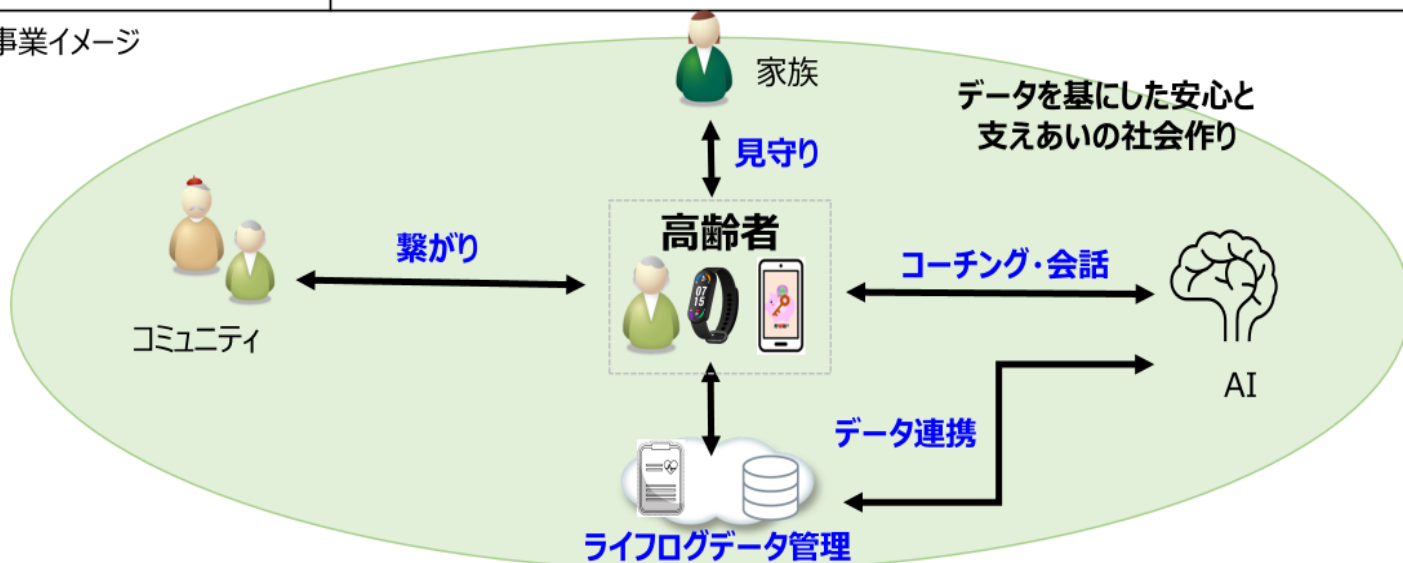 事業イメージ
家族
データを基にした安心と
支えあいの社会作り
見守り
高齢者
繋がり
コーチング・会話
07
15
コミュニティ
AI
データ連携
ライフログデータ管理